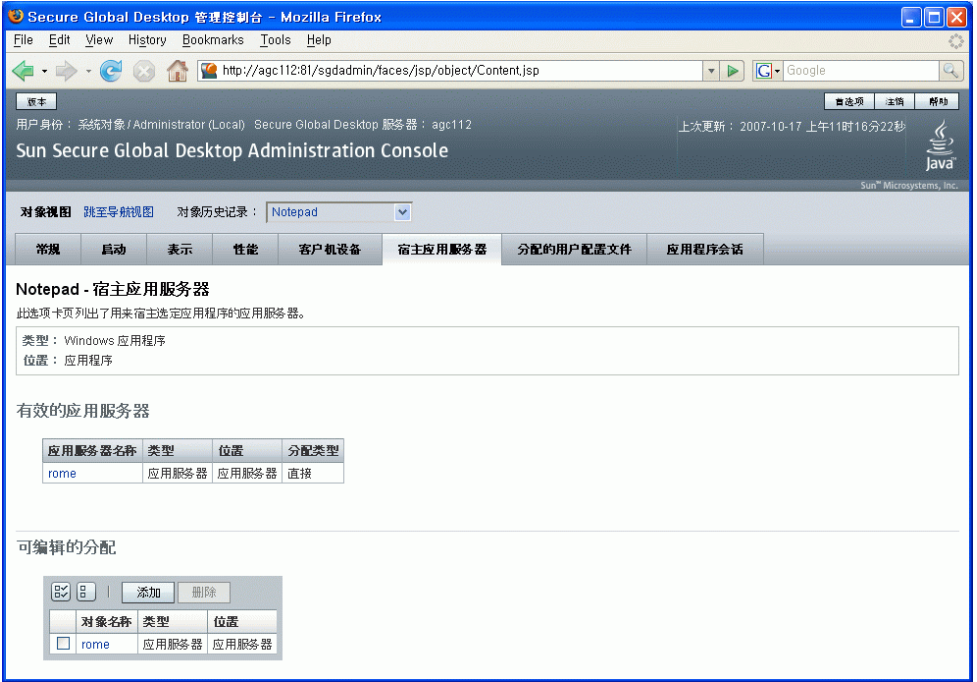 Secure Global Desktop 管理控制台 - Mozilla Firefox
File Edit View History Bookmarks Tools Help
http://agc112:81/sgdadmin/faces/jsp/object/Content.jsp
Google
版本
首选项 注销 帮助
用户身份： 系统对象 / Administrator (Local) Secure Global Desktop 服务器： agc112
上次更新： 2007-10-17 上午11时16分22秒
Sun Secure Global Desktop Administration Console
Java
Sun™ Microsystems, Inc.
对象视图 跳至导航视图 对象历史记录： Notepad
常规 启动 表示 性能 客户机设备 宿主应用服务器 分配的用户配置文件 应用程序会话
Notepad - 宿主应用服务器
此选项卡页列出了用来宿主选定应用程序的应用服务器。
类型： Windows 应用程序
位置： 应用程序
有效的应用服务器
应用服务器名称 类型 位置 分配类型
rome 应用服务器 应用服务器 直接
可编辑的分配
添加 删除
对象名称 类型 位置
rome 应用服务器 应用服务器